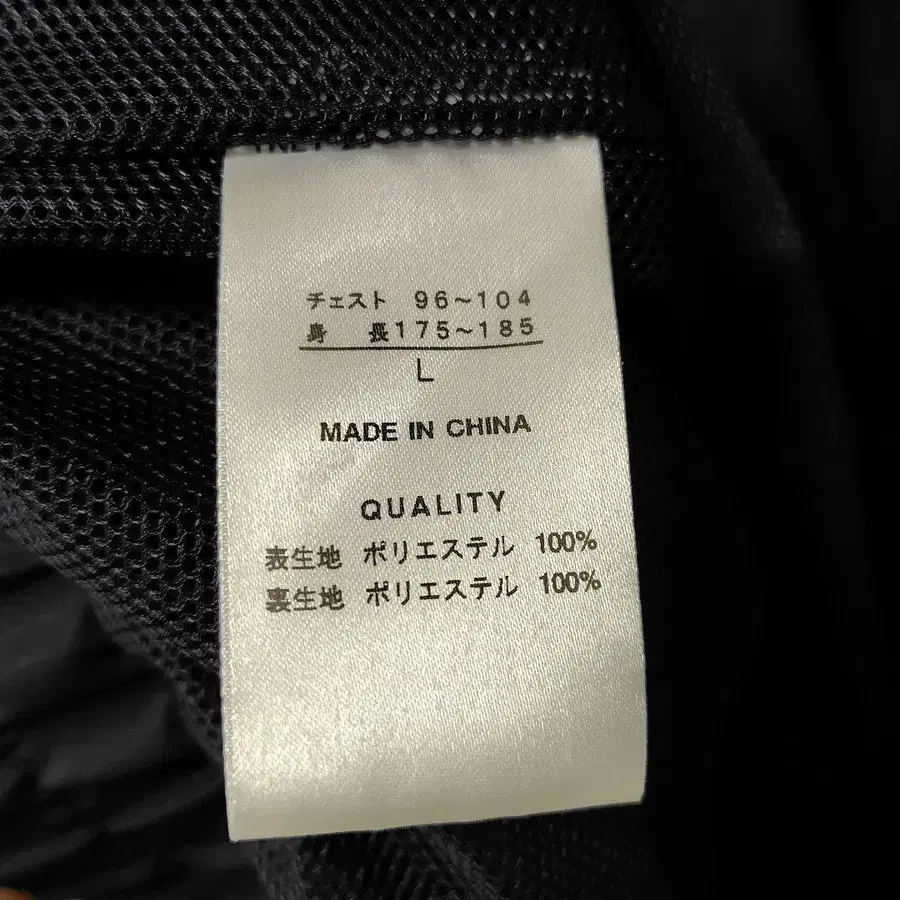 チェスト 96~104
身 長175~185
L
MADE IN CHINA
QUALITY
表生地 ポリエステル 100%
裏生地 ポリエステル 100%